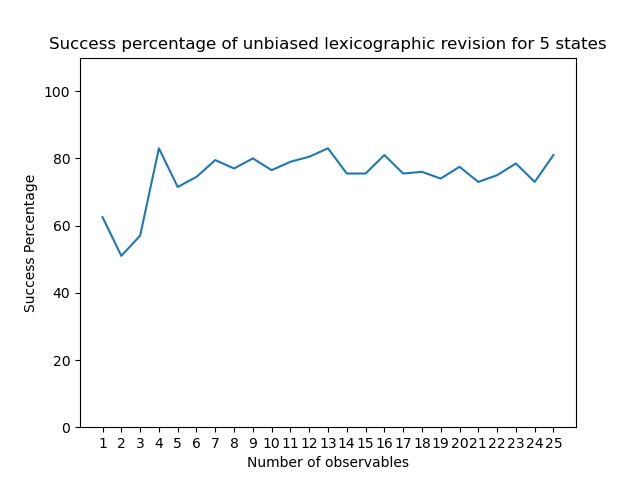 Success percentage of unbiased lexicographic revision for 5 states
Success Percentage
100
80
60
40
20
0
1 2 3 4 5 6 7 8 9 10 11 12 13 14 15 16 17 18 19 20 21 22 23 24 25
Number of observables